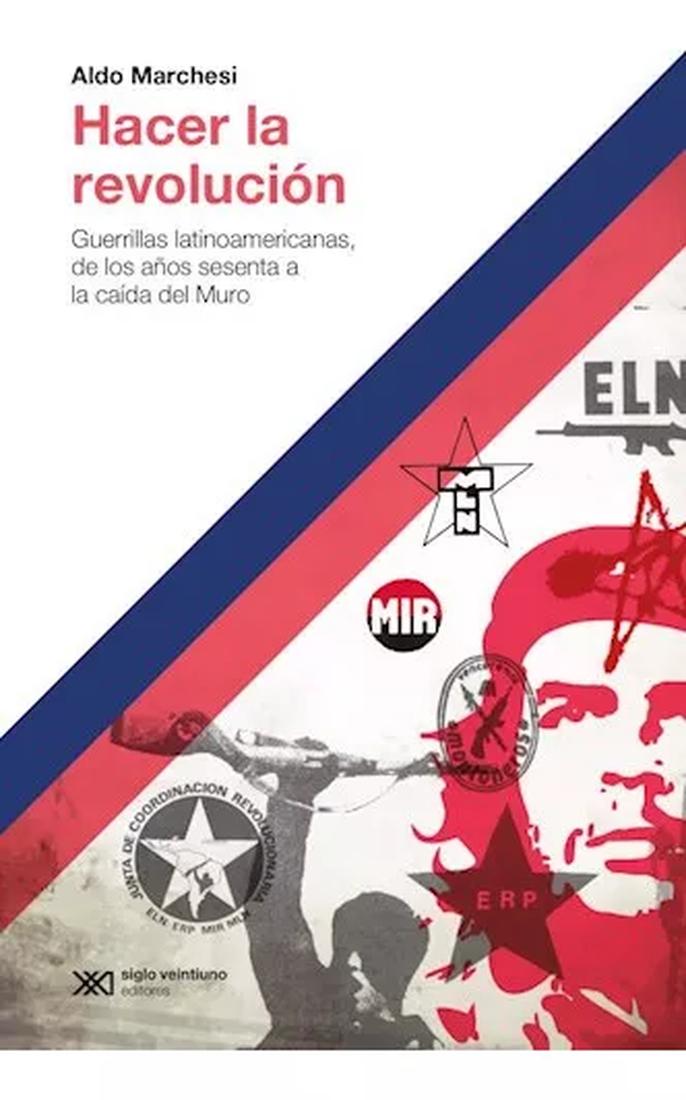 Aldo Marchesi
Hacer la
revolución
Guerrillas latinoamericanas,
de los años sesenta a
la caída del Muro
ELN
MLN
MIR
venceremos
montoneros
JUNTA DE COORDINACION REVOLUCIONARIA
ELN ERP MIR MLN
ERP
siglo veintiuno
editores